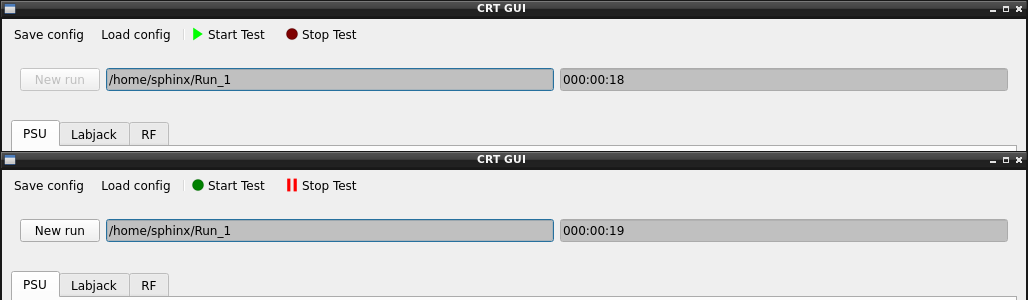 CRT GUI
Save config Load config Start Test Stop Test
New run /home/sphinx/Run_1 000:00:18
PSU Labjack RF
CRT GUI
Save config Load config Start Test Stop Test
New run /home/sphinx/Run_1 000:00:19
PSU Labjack RF